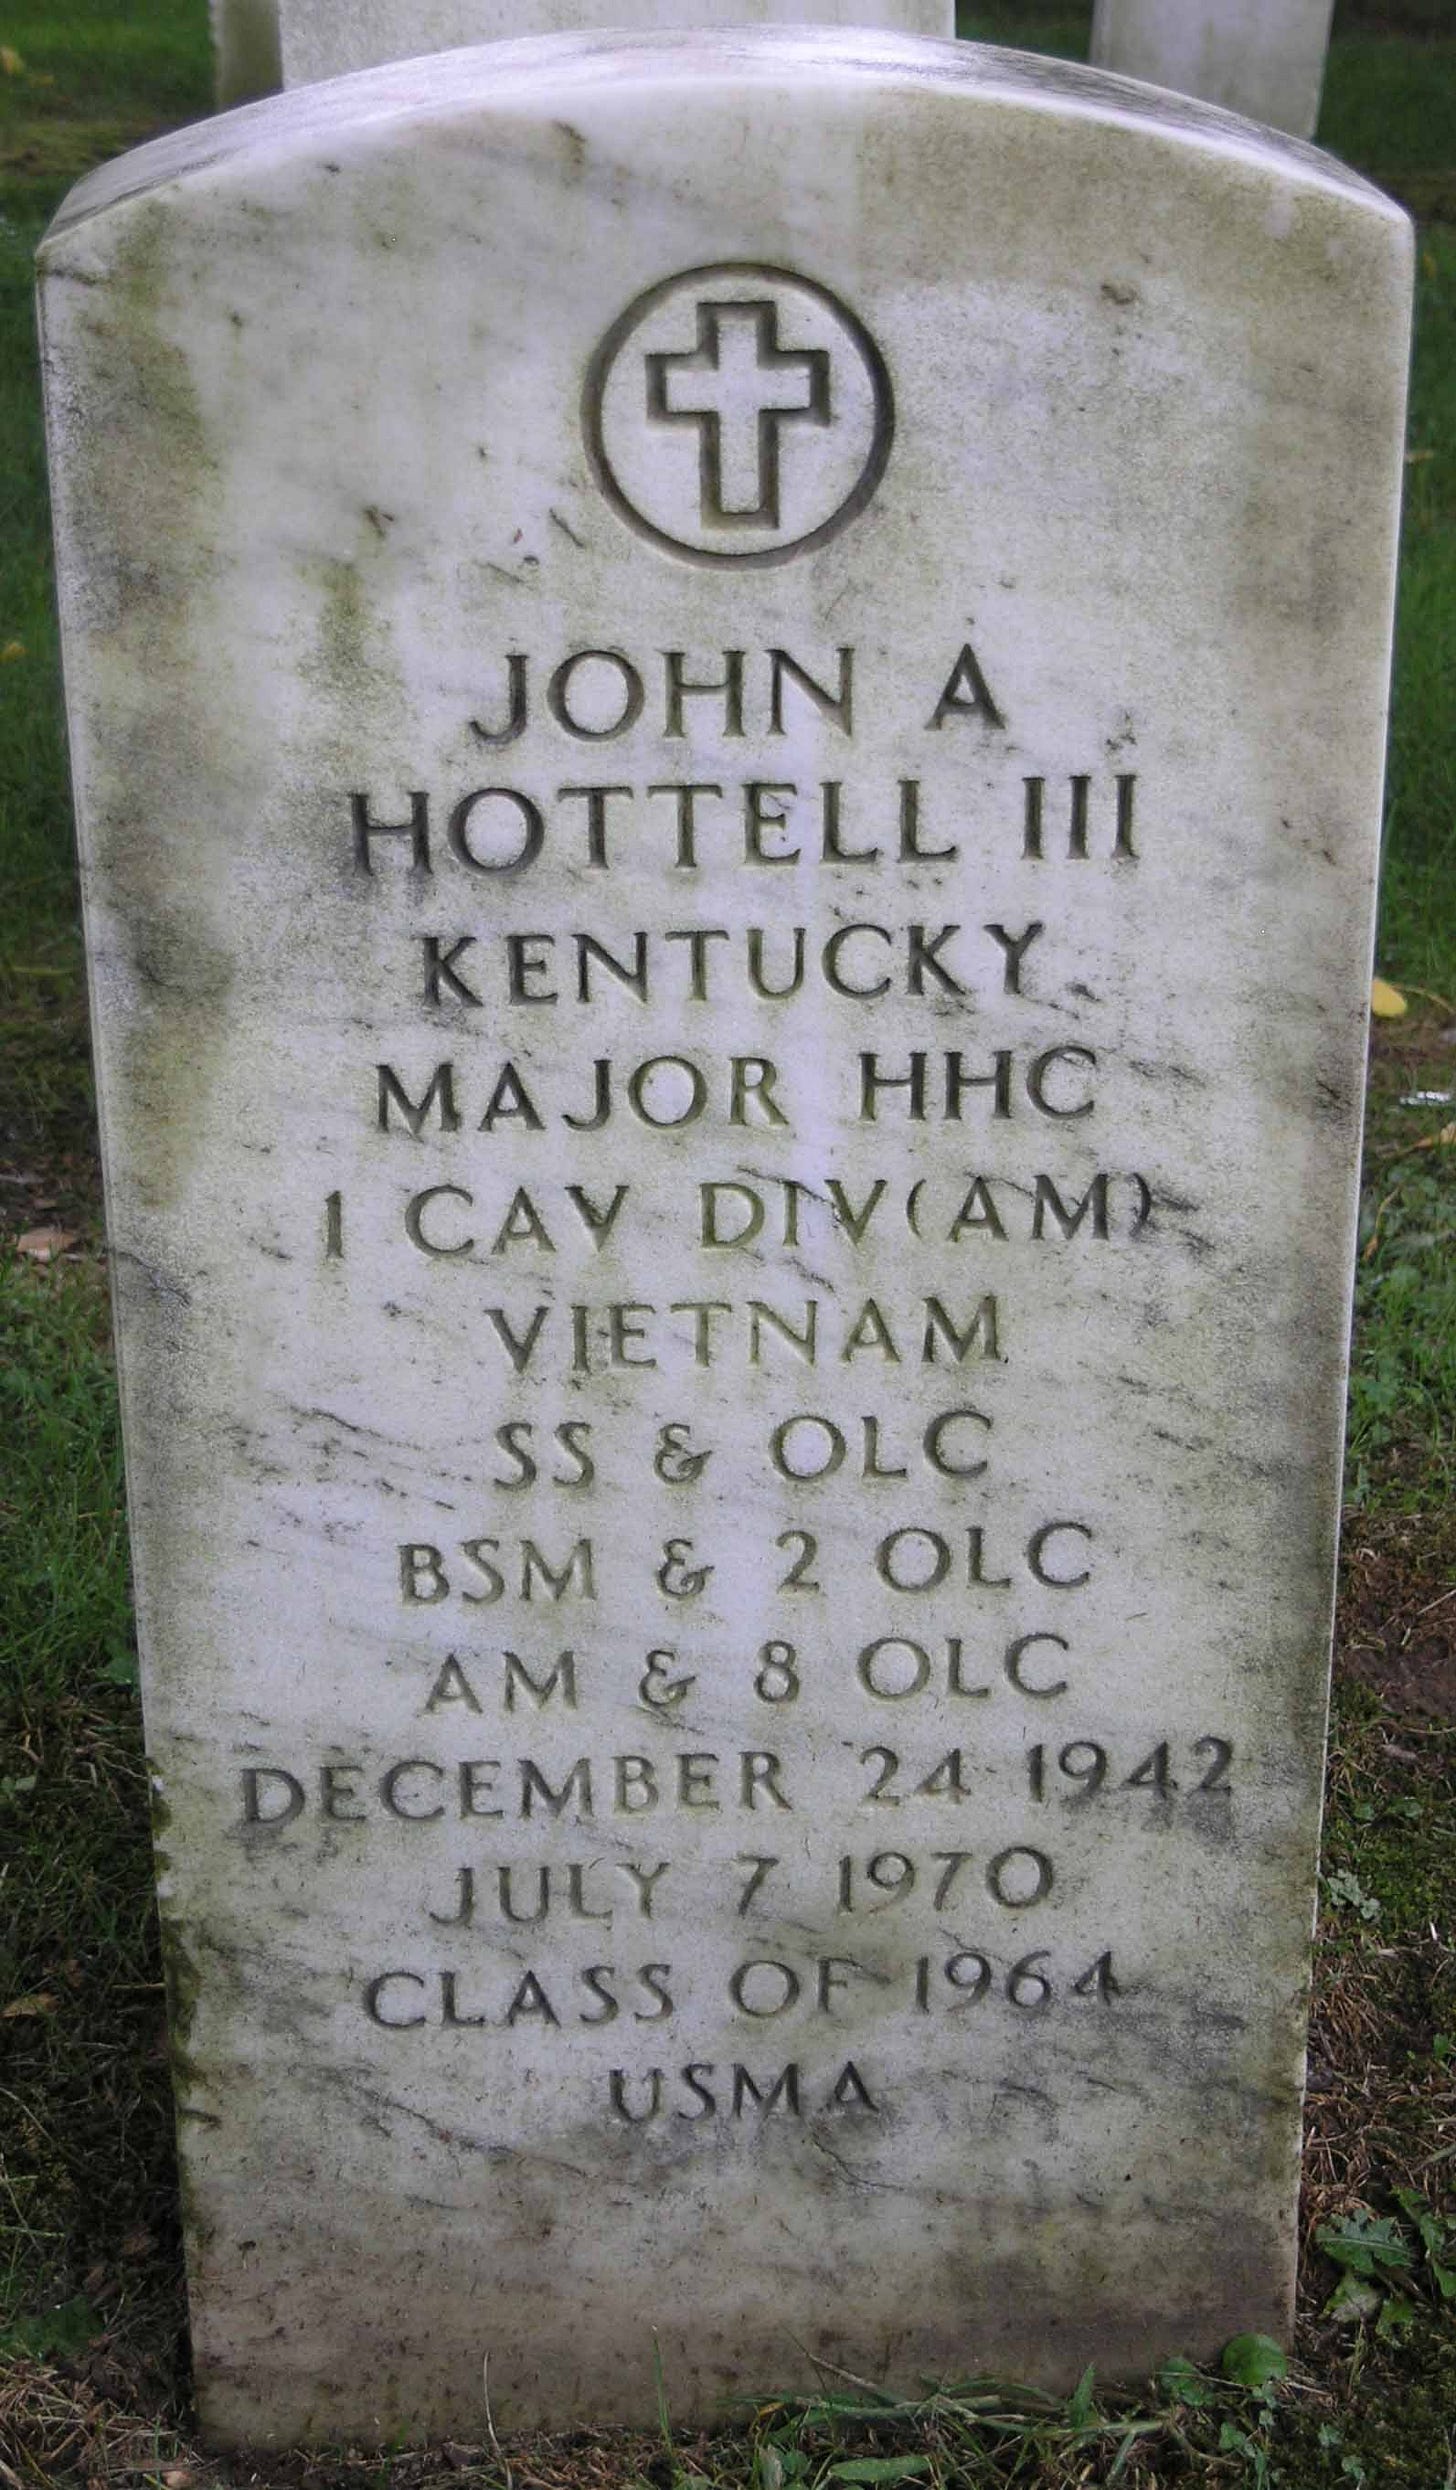 JOHN A
HOTTELL III
KENTUCKY
MAJOR HHC
1 CAV DIV(AM)
VIETNAM
SS & OLC
BSM & 2 OLC
AM & 8 OLC
DECEMBER 24 1942
JULY 7 1970
CLASS OF 1964
USMA